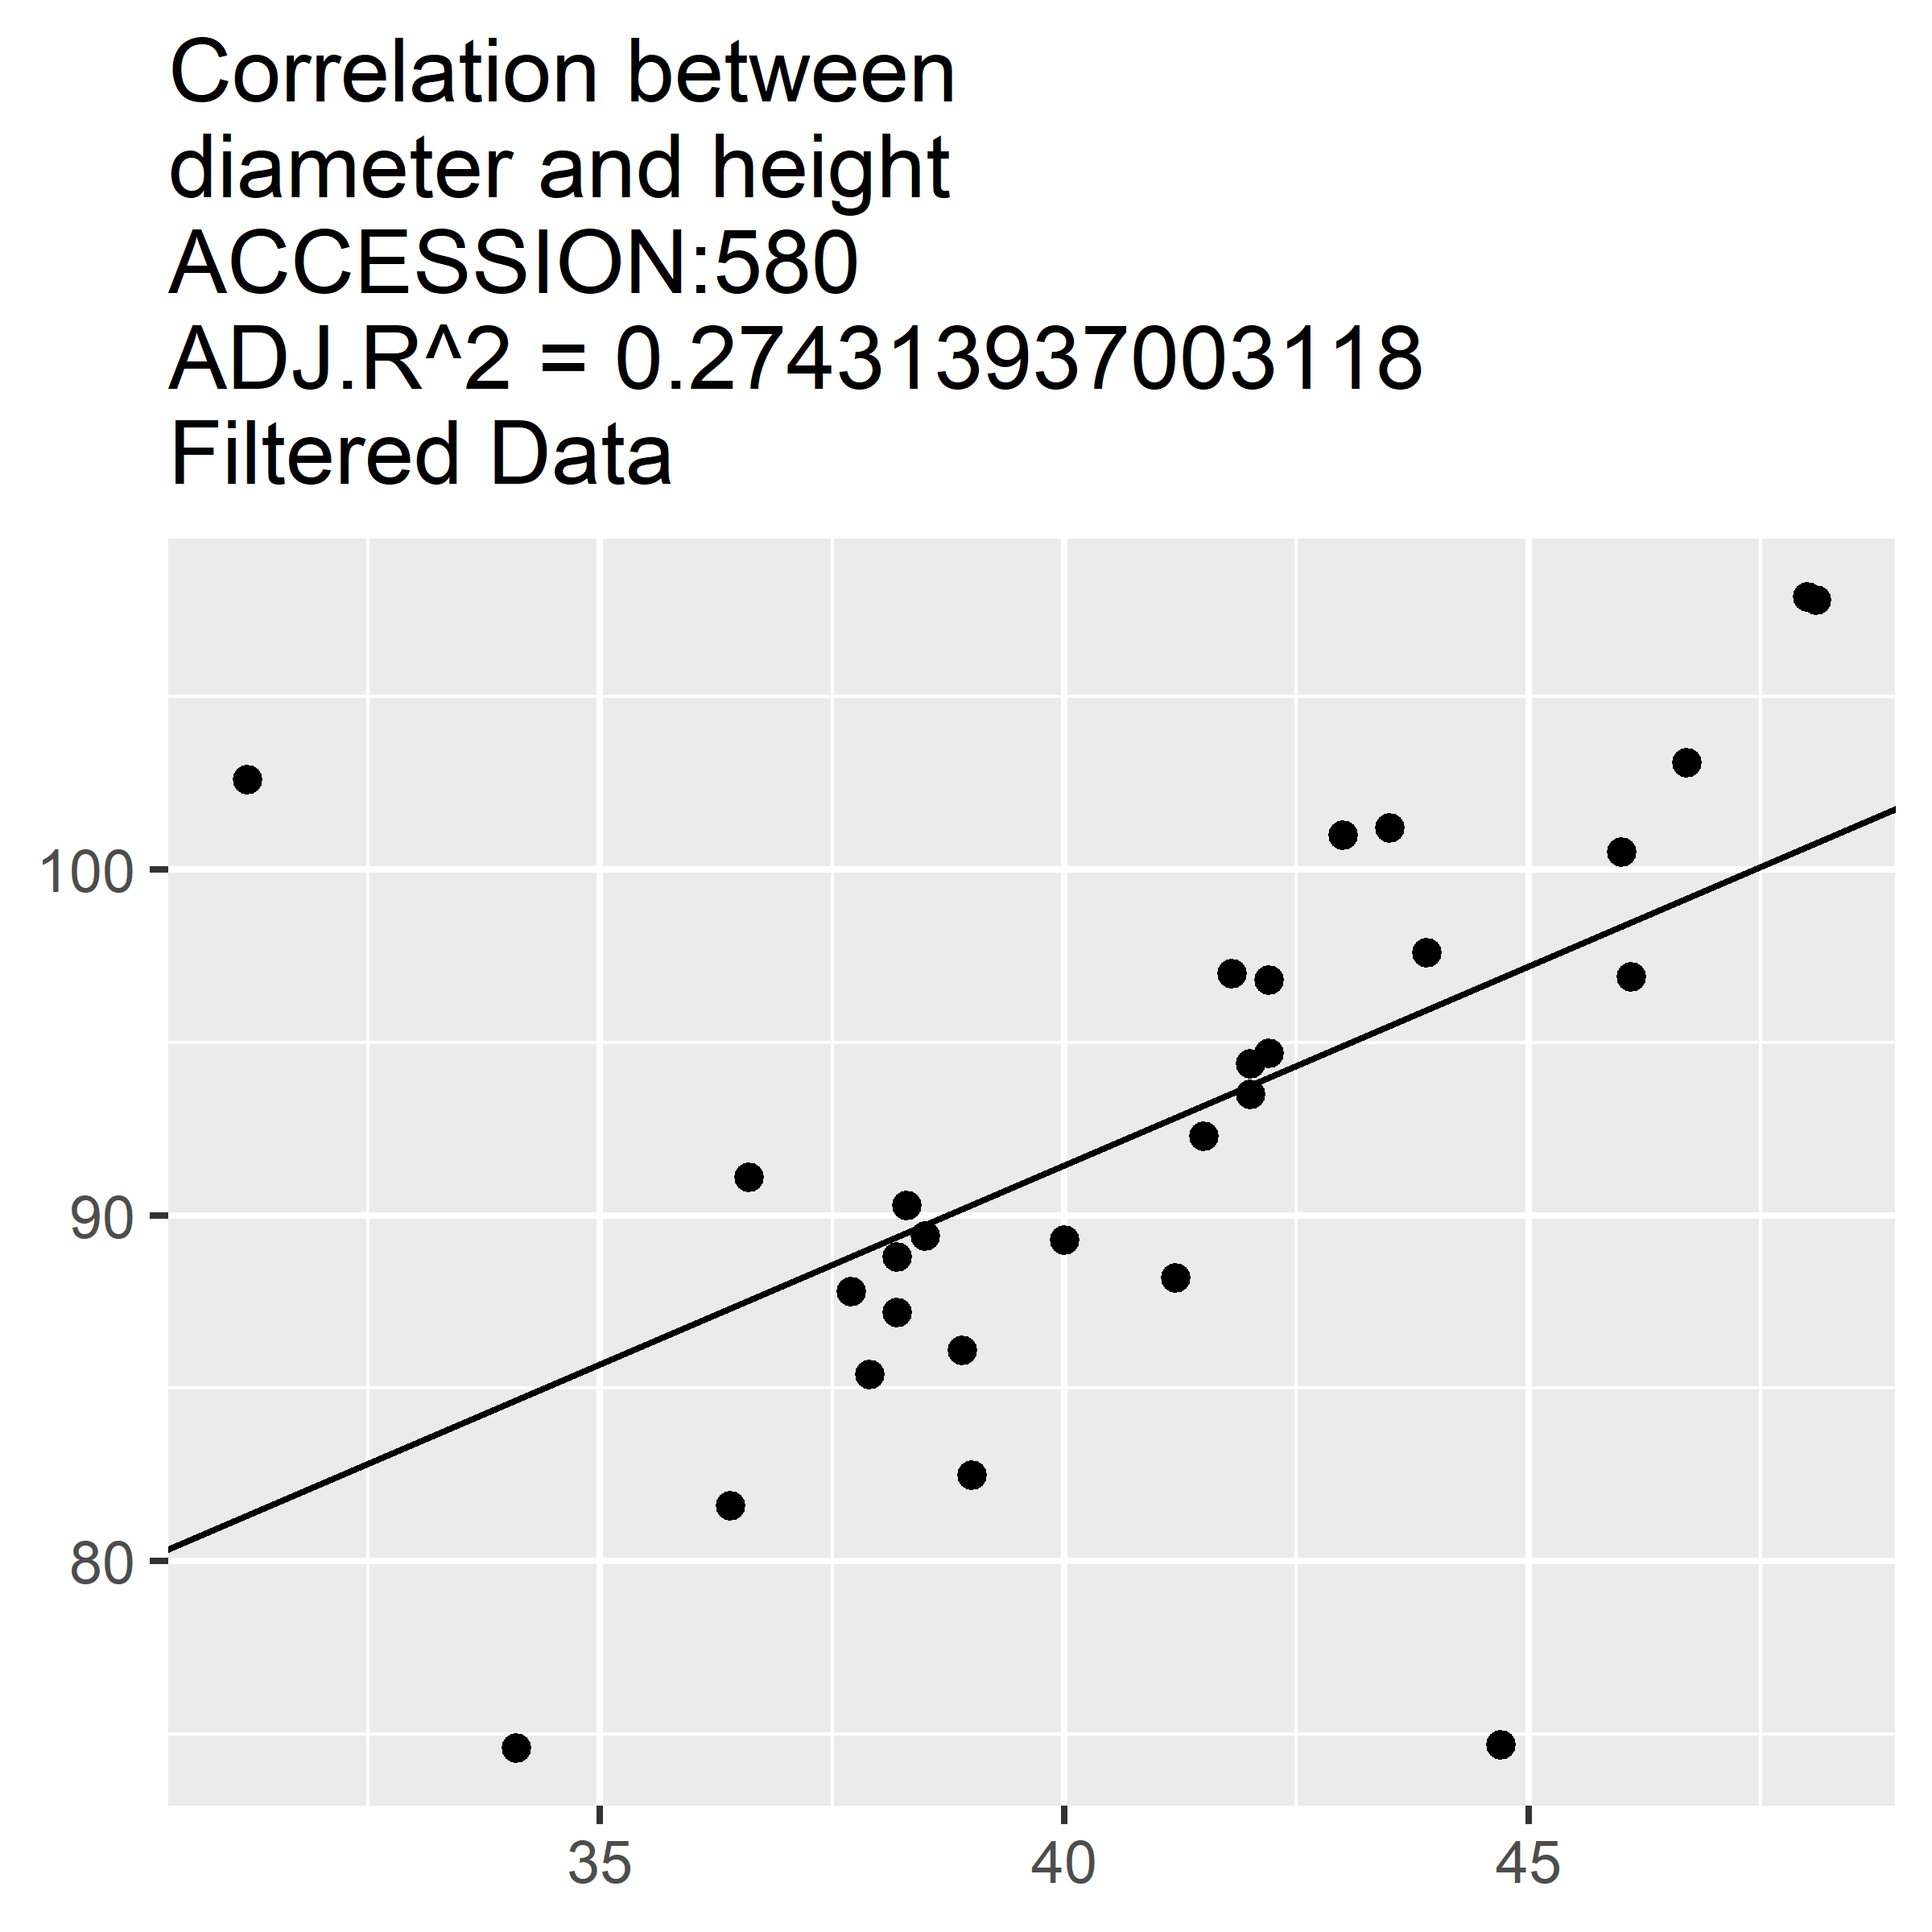 Correlation between
diameter and height
ACCESSION:580
ADJ.R^2 = 0.274313937003118
Filtered Data
100
90
80
35
40
45